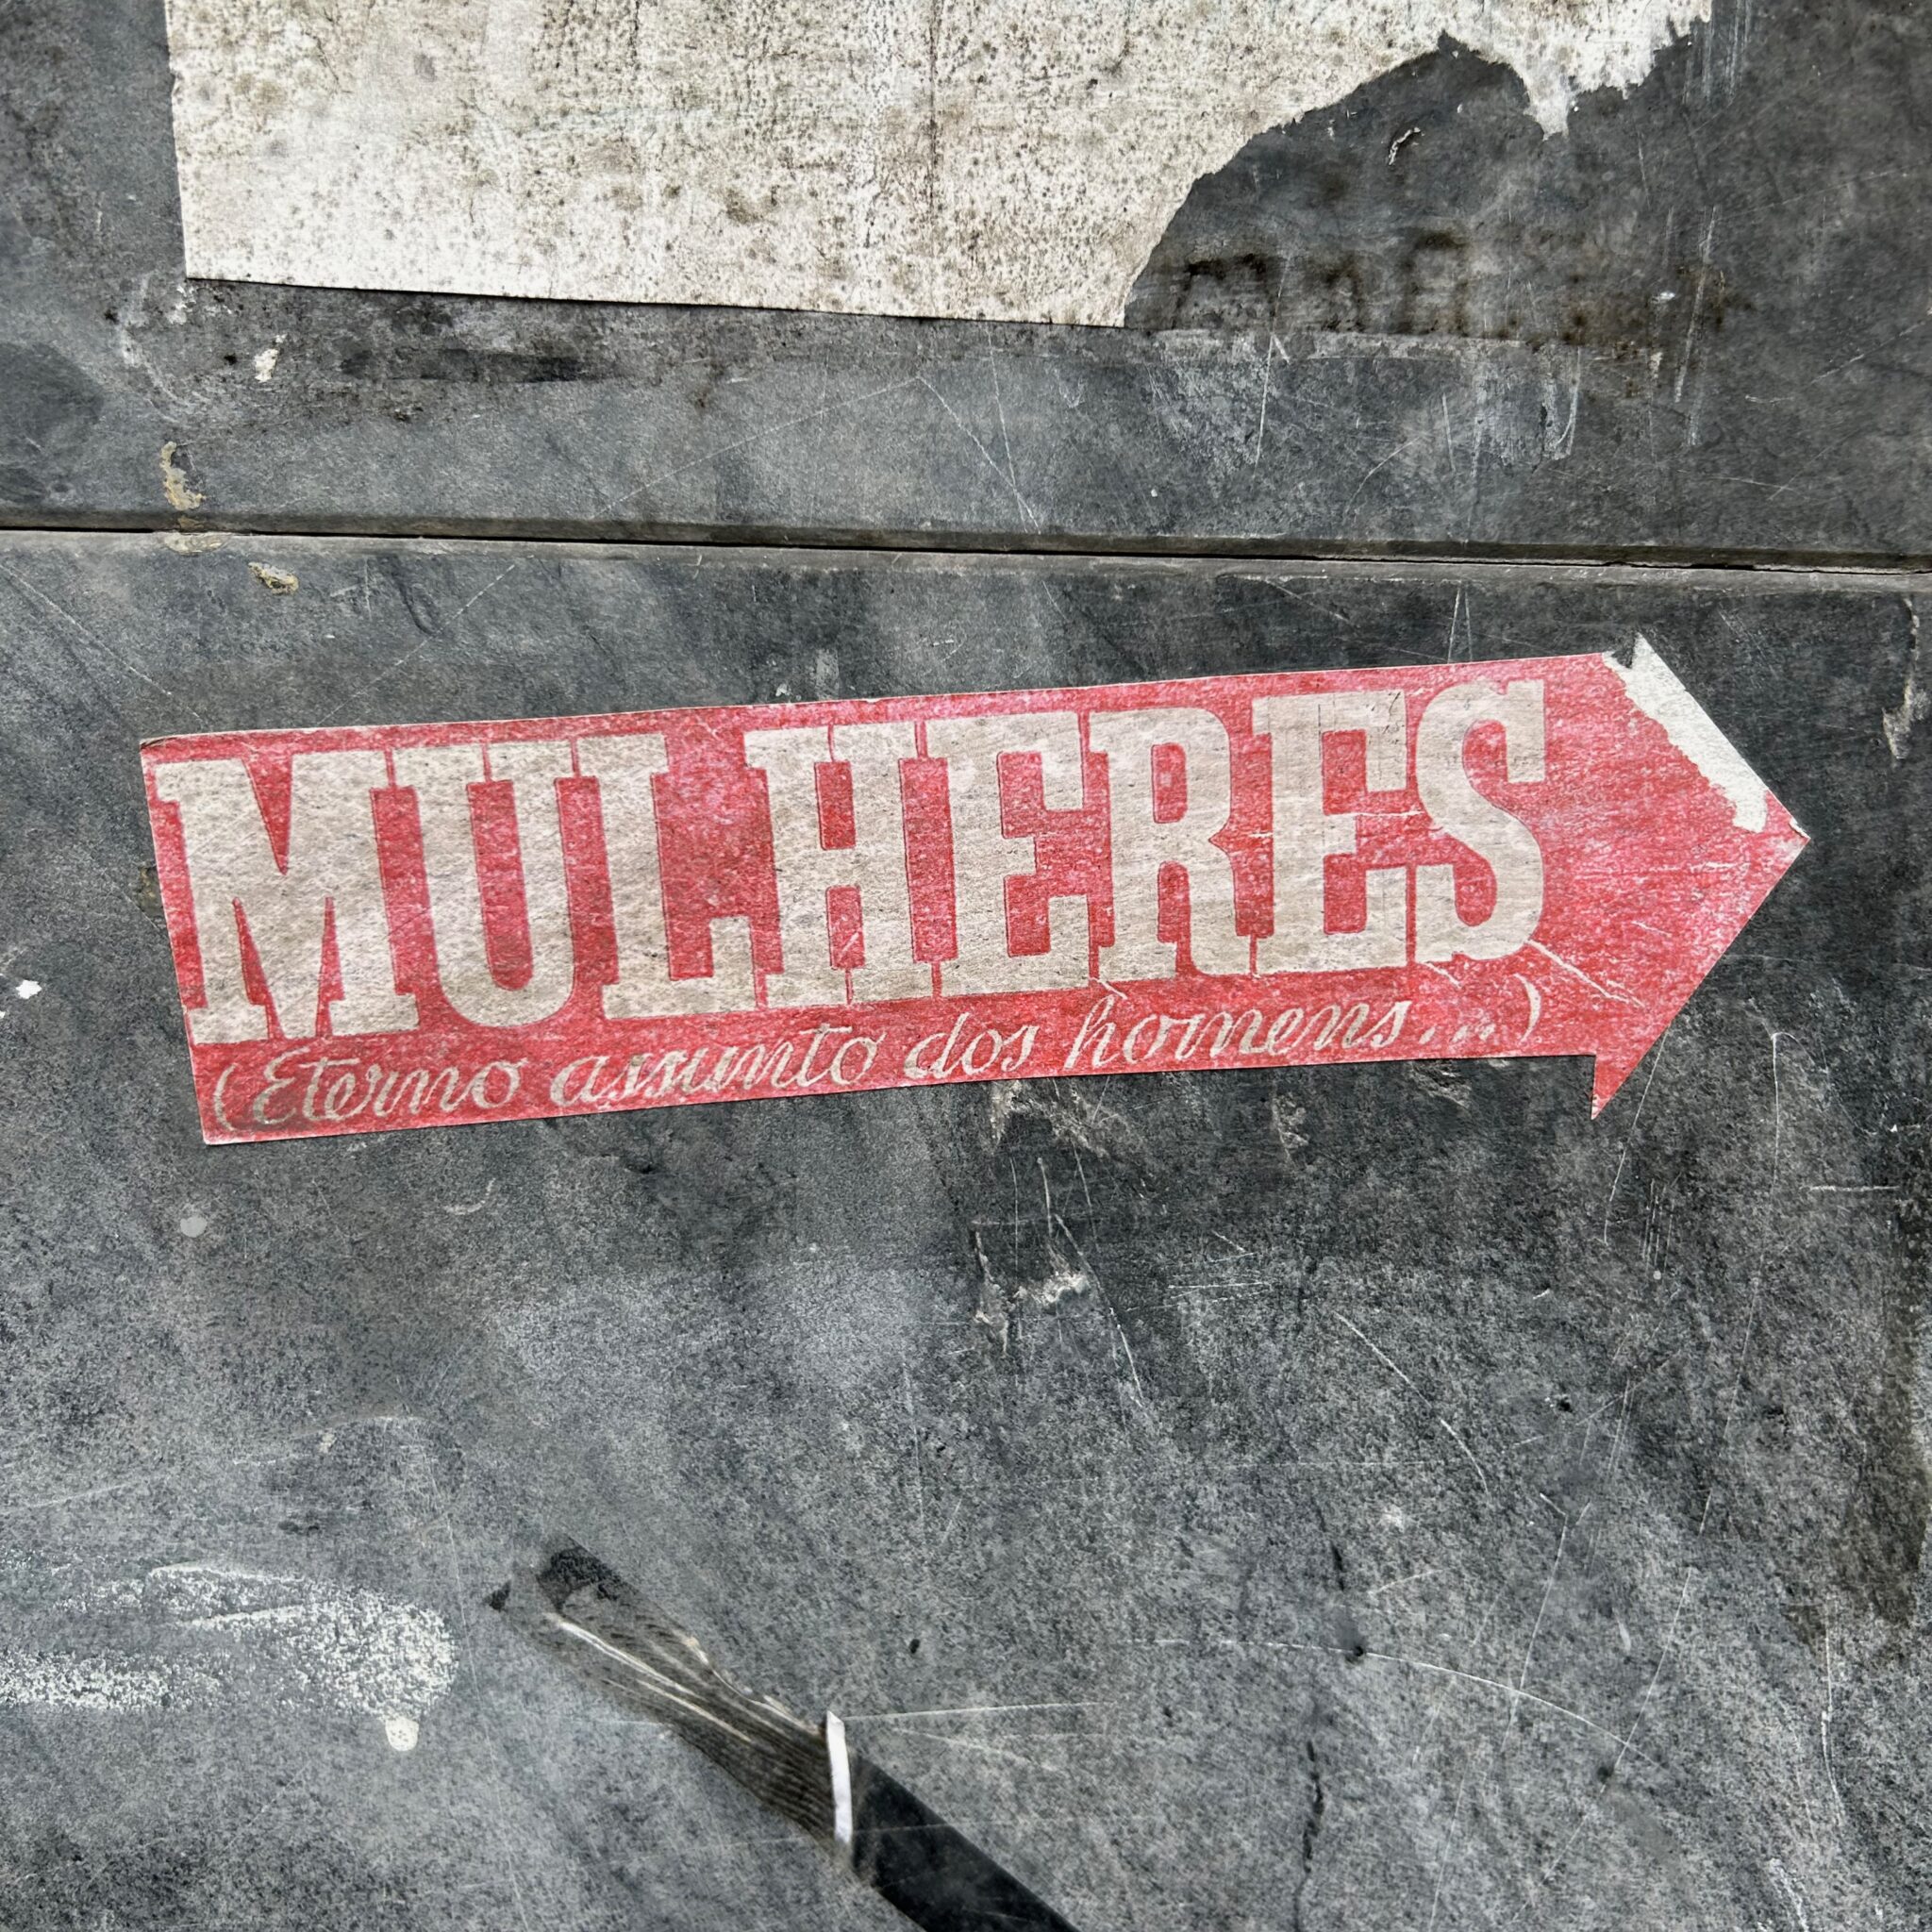 MULHERES
(Eterno assunto dos homens...)